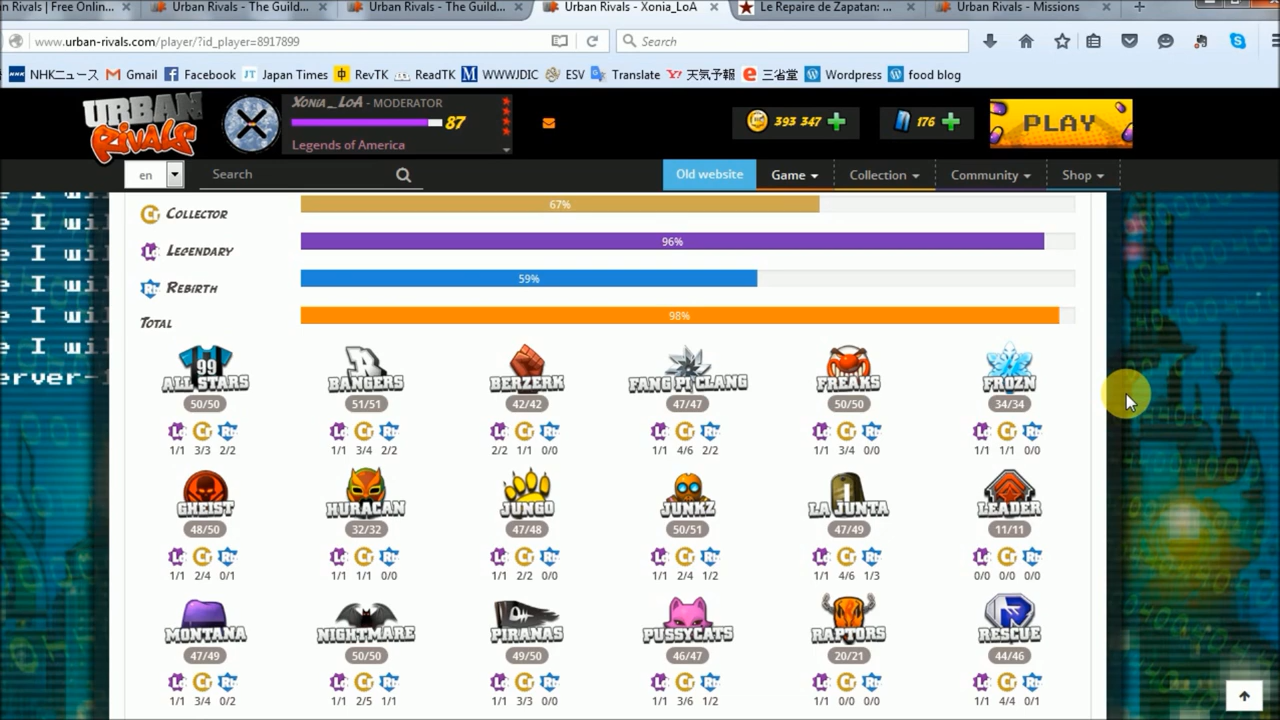 Urban Rivals | Free Onlin...
Urban Rivals - The Guild...
Urban Rivals - The Guild...
Urban Rivals - Xonia_LoA
Le Repaire de Zapatan: ...
Urban Rivals - Missions
www.urban-rivals.com/player/?id_player=8917899
Search
NHKニュース Gmail Facebook JT Japan Times RevTK ReadTK WWWJDIC ESV Translate 天気予報 三省堂 Wordpress food blog
URBAN RIVALS
XONIA_LOA - MODERATOR
87
Legends of America
393 347
176
PLAY
en
Search
Old website
Game
Collection
Community
Shop
COLLECTOR 67%
LEGENDARY 96%
REBIRTH 59%
TOTAL 98%
99
ALL STARS BANGERS BERZERK FANG PI CLANG FREAKS FROZN
50/50 51/51 42/42 47/47 50/50 34/34
1/1 3/3 2/2 1/1 3/4 2/2 2/2 1/1 0/0 1/1 4/6 2/2 1/1 3/4 0/0 1/1 1/1 0/0
GHEIST HURACAN JUNGO JUNKZ LA JUNTA LEADER
48/50 32/32 47/48 50/51 47/49 11/11
1/1 2/4 0/1 1/1 1/1 0/0 1/1 2/2 0/0 1/1 2/4 1/2 1/1 4/6 1/3 0/0 0/0 0/0
MONTANA NIGHTMARE PIRANAS PUSSYCATS RAPTORS RESCUE
47/49 50/50 49/50 46/47 20/21 44/46
1/1 3/4 0/2 1/1 2/5 1/1 1/1 3/3 0/0 1/1 3/6 1/2 1/1 0/0 0/0 1/1 4/4 0/1